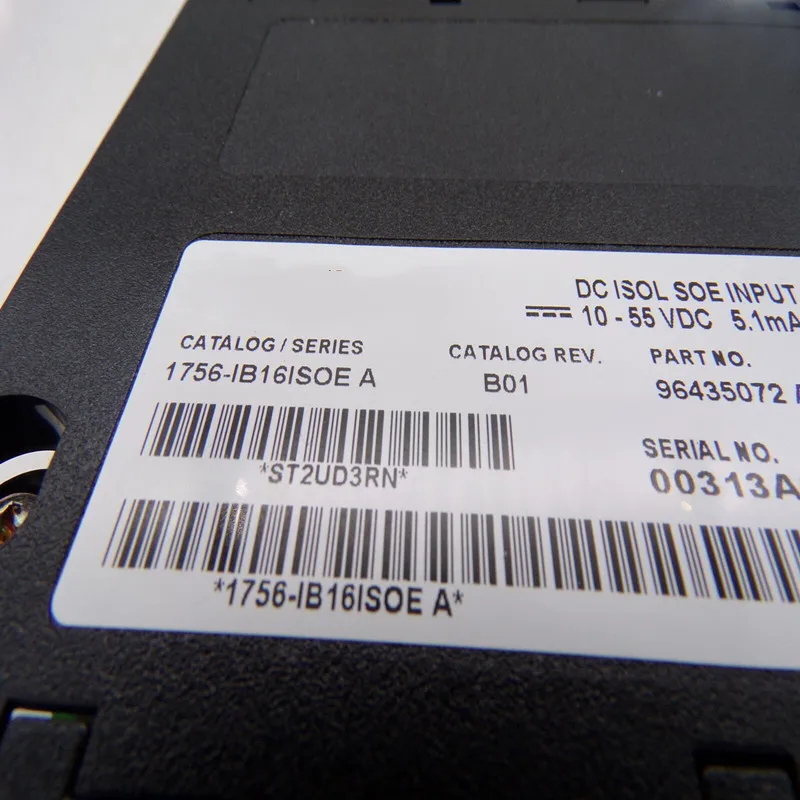 DC ISOL SOE INPUT
10 - 55 VDC 5.1mA
CATALOG / SERIES
1756-IB16ISOE A
CATALOG REV.
B01
PART NO.
96435072
SERIAL NO.
00313A
*ST2UD3RN*
*1756-IB16ISOE A*